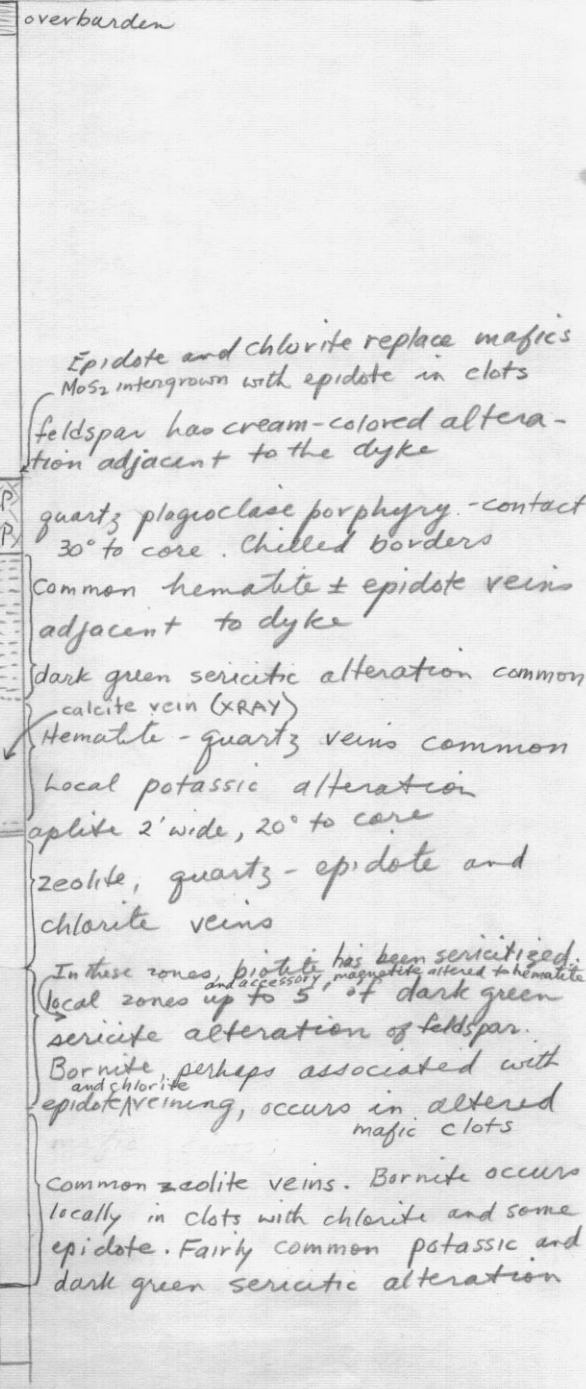 overburden
Epidote and chlorite replace mafics
MoS2 intergrown with epidote in clots
feldspar has cream-colored altera-
tion adjacent to the dyke
P
P
quartz plagioclase porphyry. - contact
30° to core. Chilled borders
Common hematite ± epidote veins
adjacent to dyke
dark green sericitic alteration common
calcite vein (XRAY)
Hematite - quartz veins common
Local potassic alteration
aplite 2' wide, 20° to core
zeolite, quartz - epidote and
chlorite veins
In these zones, biotite has been sericitized.
and accessory, magnetite altered to hematite
local zones up to 5' of dark green
sericite alteration of feldspar.
Bornite, perhaps associated with
and chlorite
epidote veining, occurs in altered
mafic clots
Common zeolite veins. Bornite occurs
locally in clots with chlorite and some
epidote. Fairly common potassic and
dark green sericitic alteration